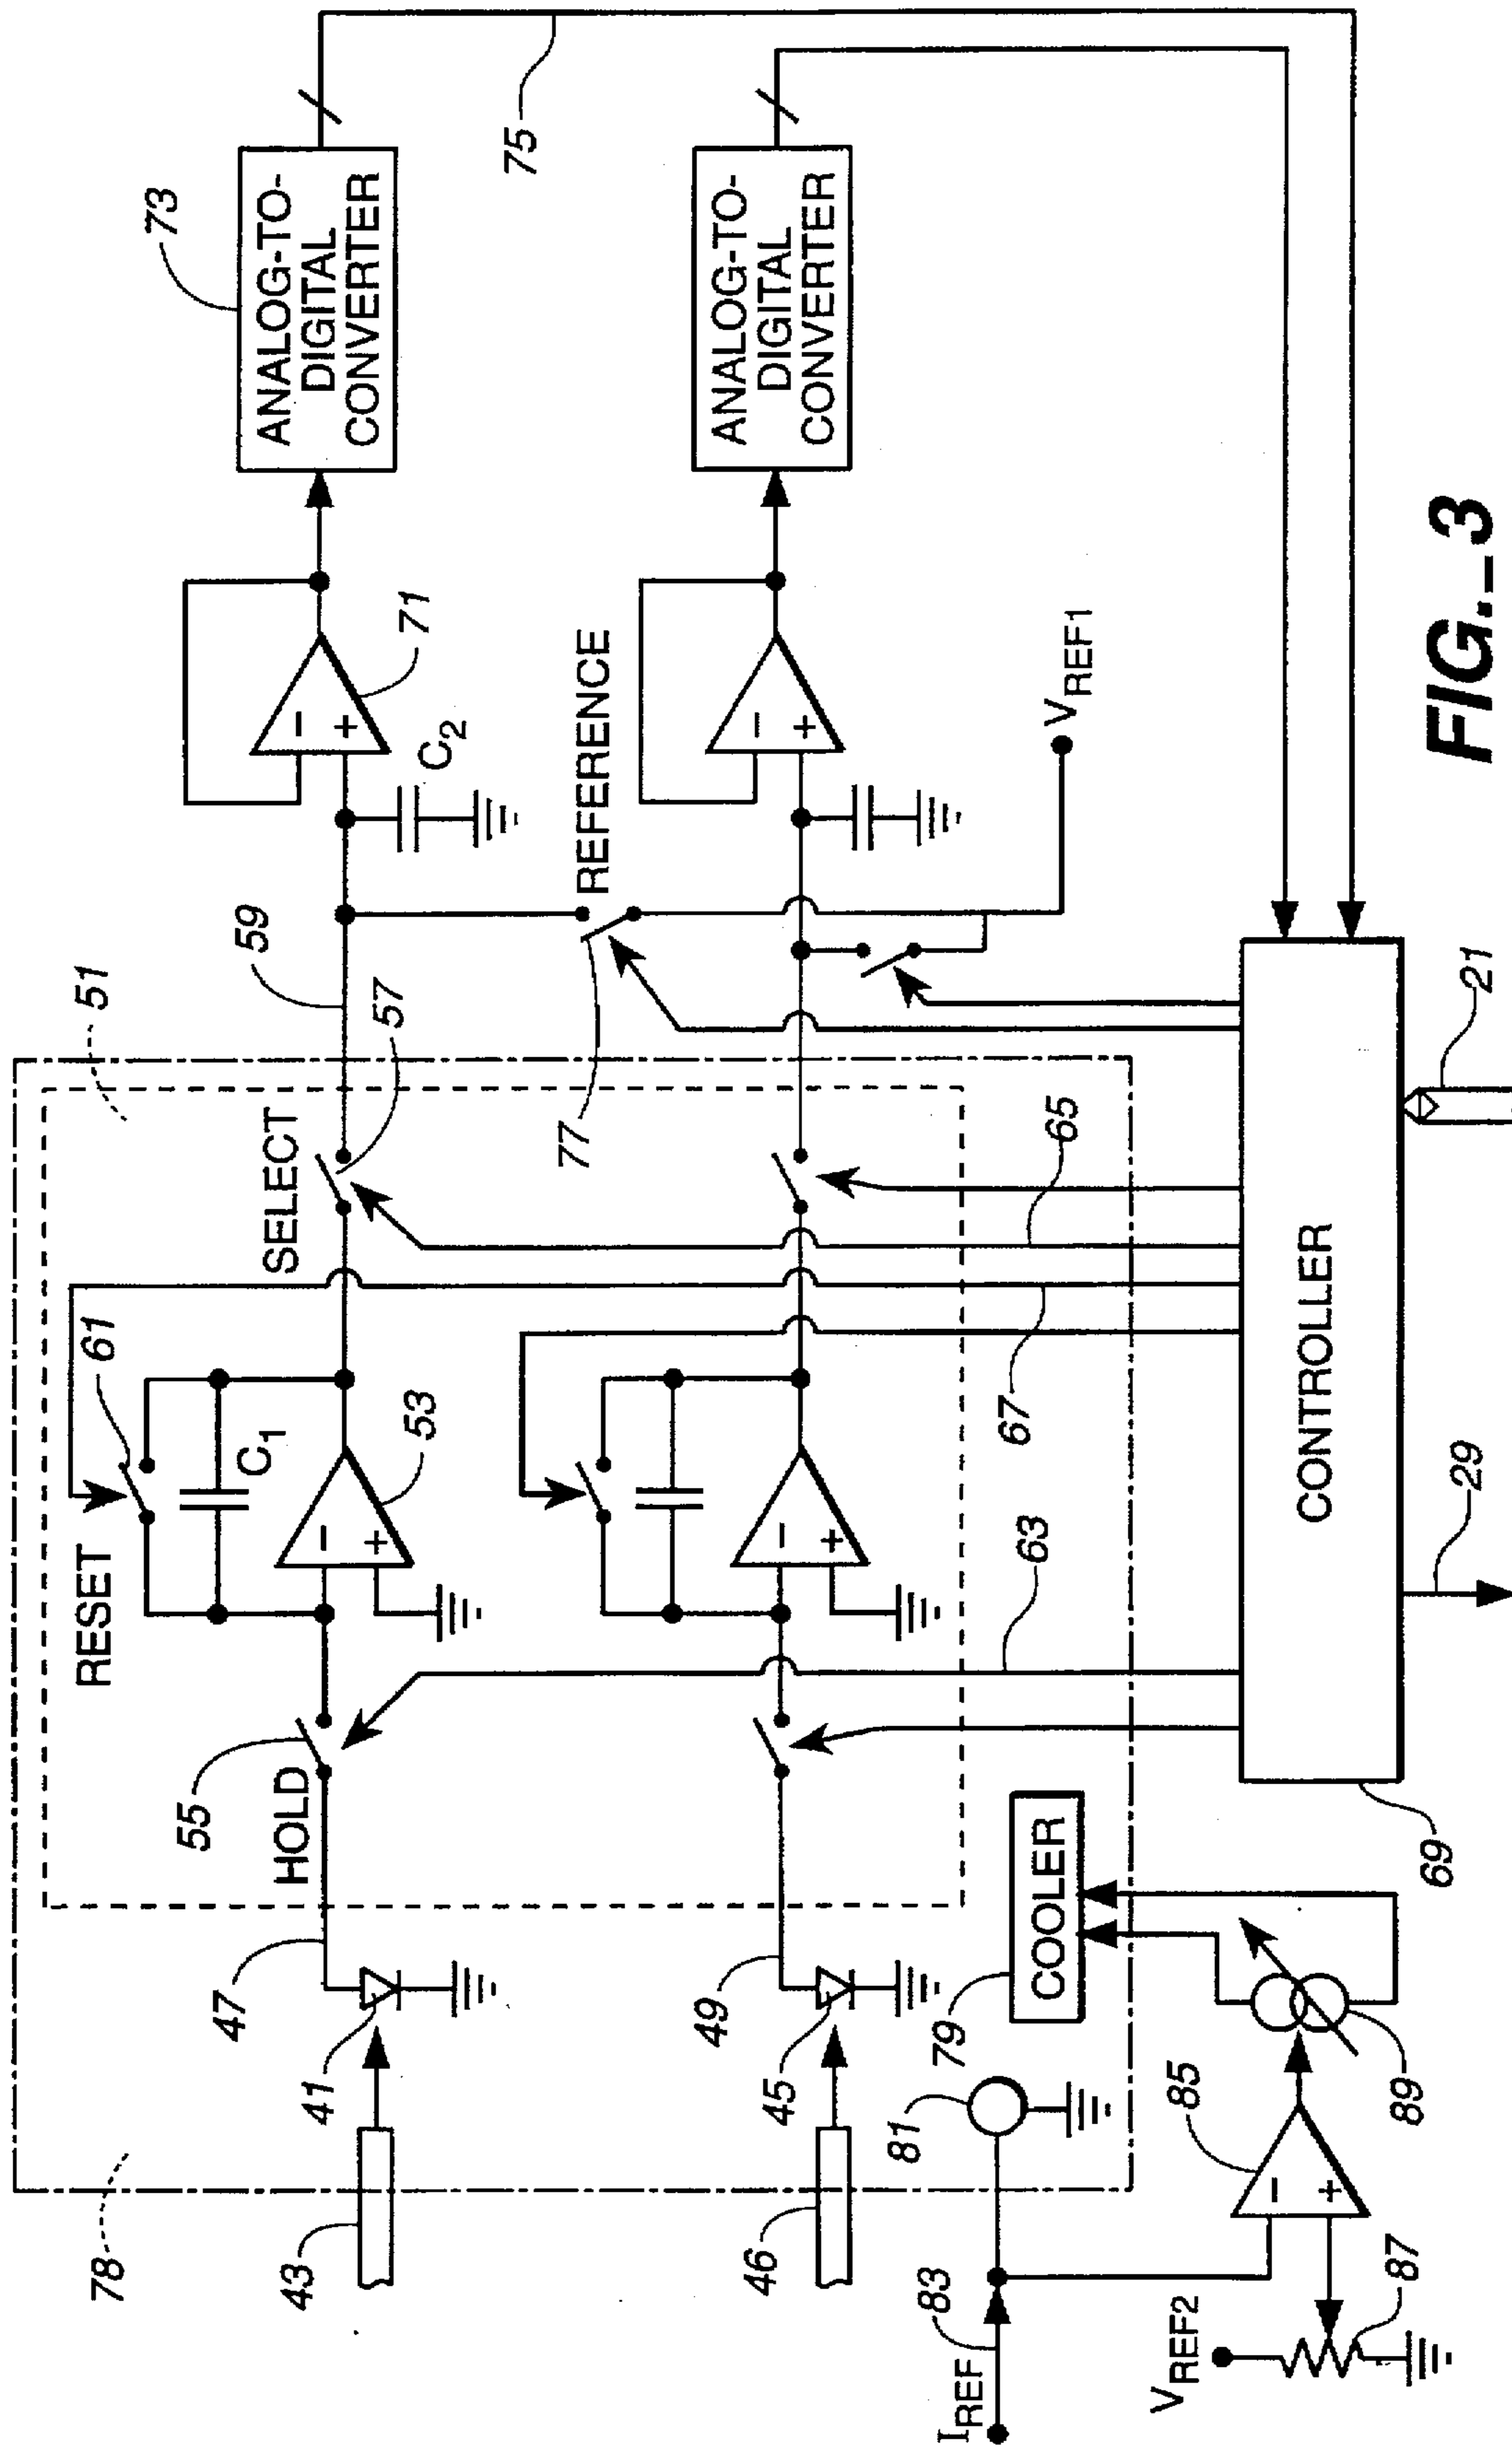 78
51
RESET
61
C₁
53
HOLD
55
SELECT
57
59
47
41
43
C₂
71
73
ANALOG-TO-
DIGITAL
CONVERTER
75
REFERENCE
77
−
+
−
+
49
45
46
−
+
−
+
ANALOG-TO-
DIGITAL
CONVERTER
VREF1
63
67
65
81
79
COOLER
IREF
83
VREF2
87
85
−
+
89
69
CONTROLLER
29
21
FIG._3